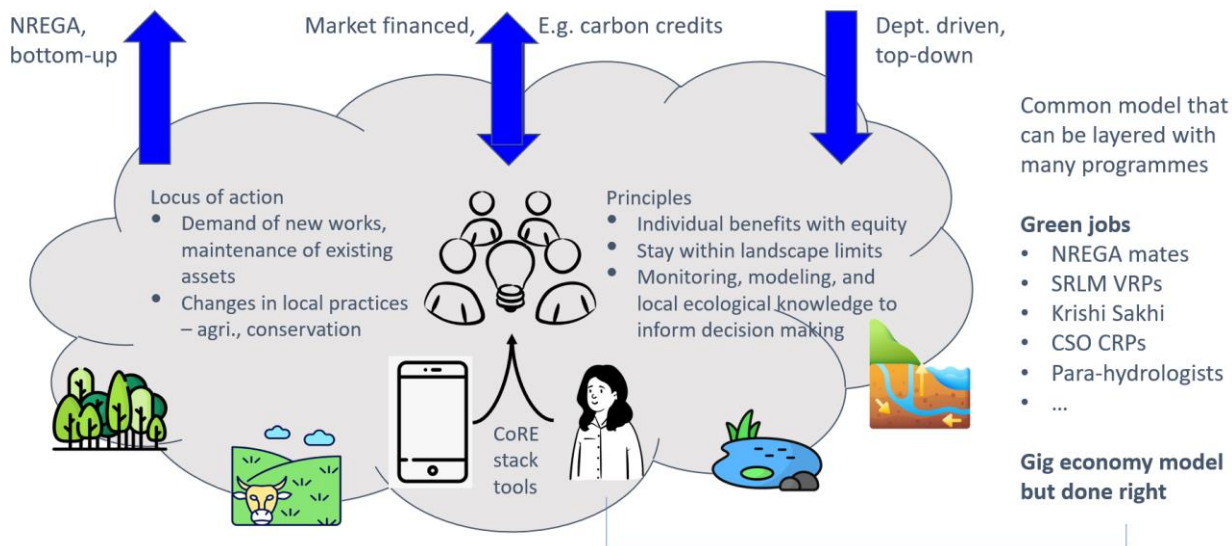 NREGA,
bottom-up
Market financed,
E.g. carbon credits
Dept. driven,
top-down
Locus of action
• Demand of new works,
maintenance of existing
assets
• Changes in local practices
– agri., conservation
Principles
• Individual benefits with equity
• Stay within landscape limits
• Monitoring, modeling, and
local ecological knowledge to
inform decision making
CoRE
stack
tools
Common model that
can be layered with
many programmes
Green jobs
• NREGA mates
• SRLM VRPs
• Krishi Sakhi
• CSO CRPs
• Para-hydrologists
• ...
Gig economy model
but done right